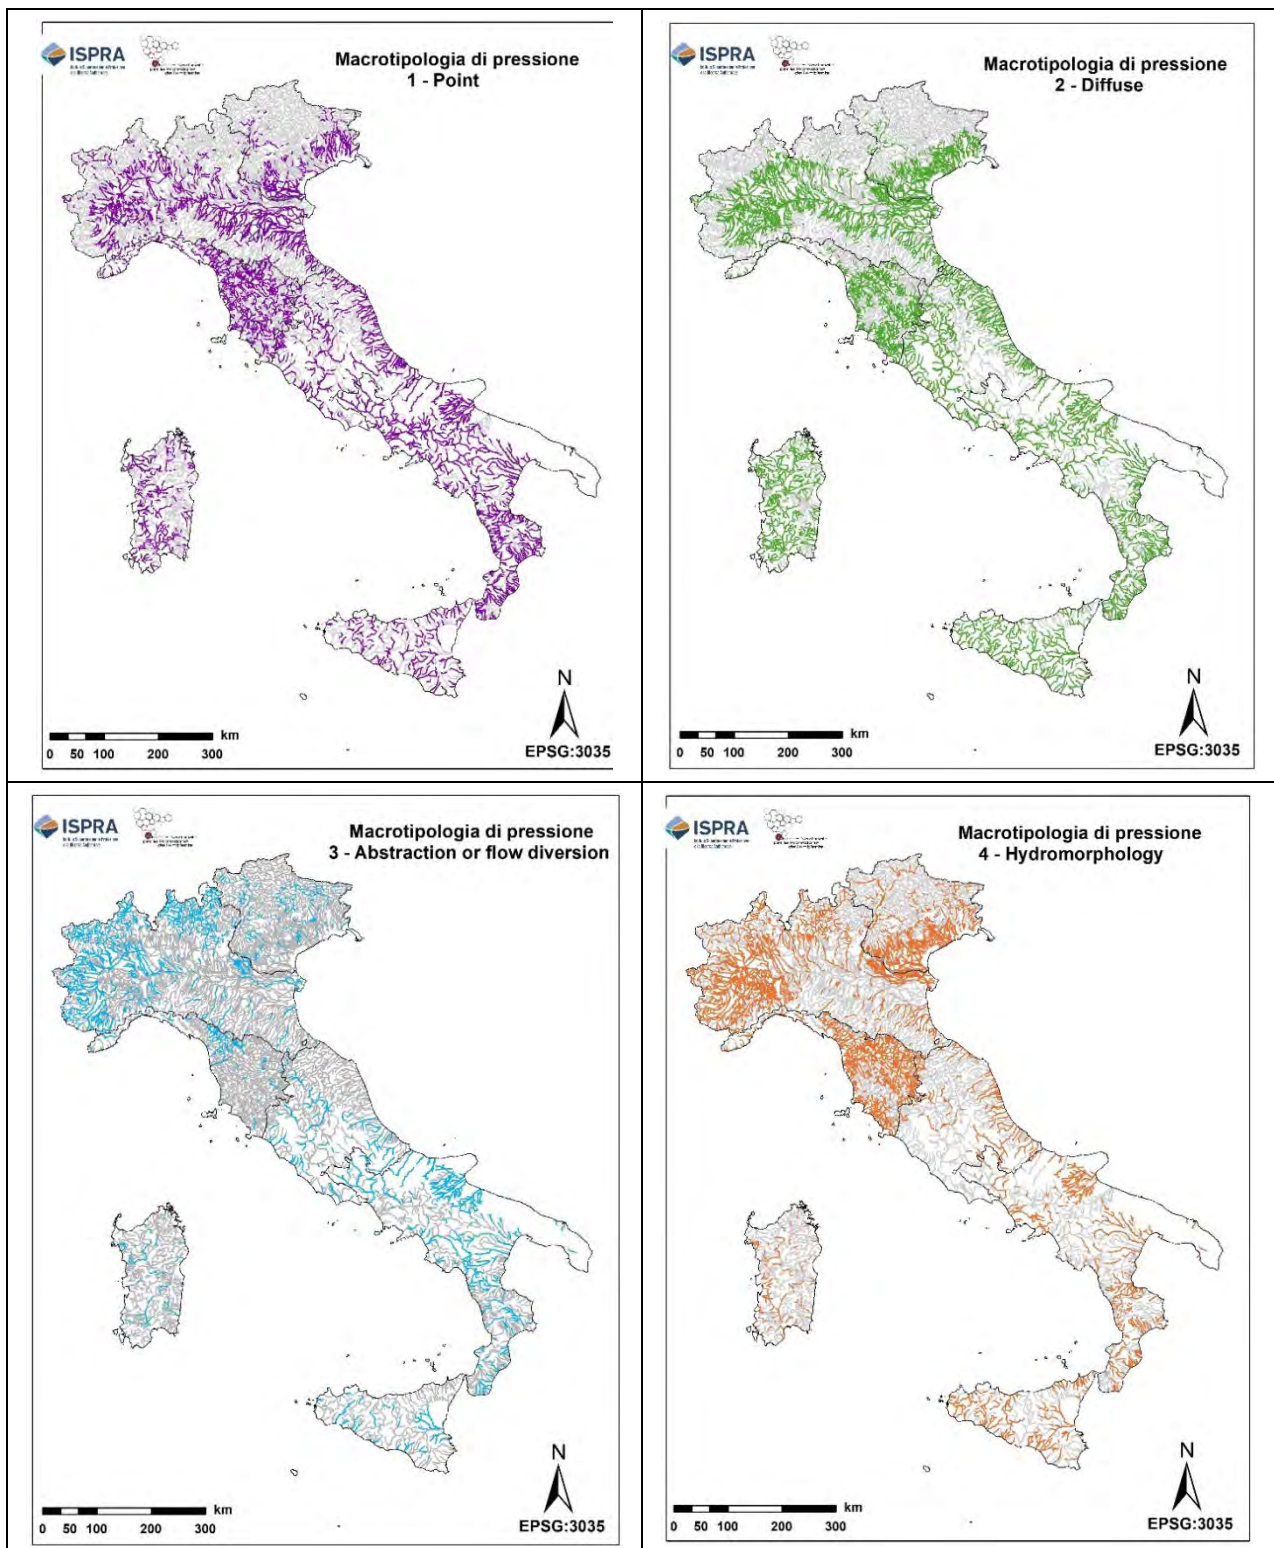 ISPRA
Macrotipologia di pressione
1 - Point
N
km
0 50 100 200 300
EPSG:3035
ISPRA
Macrotipologia di pressione
2 - Diffuse
N
km
0 50 100 200 300
EPSG:3035
ISPRA
Macrotipologia di pressione
3 - Abstraction or flow diversion
N
km
0 50 100 200 300
EPSG:3035
ISPRA
Macrotipologia di pressione
4 - Hydromorphology
N
km
0 50 100 200 300
EPSG:3035